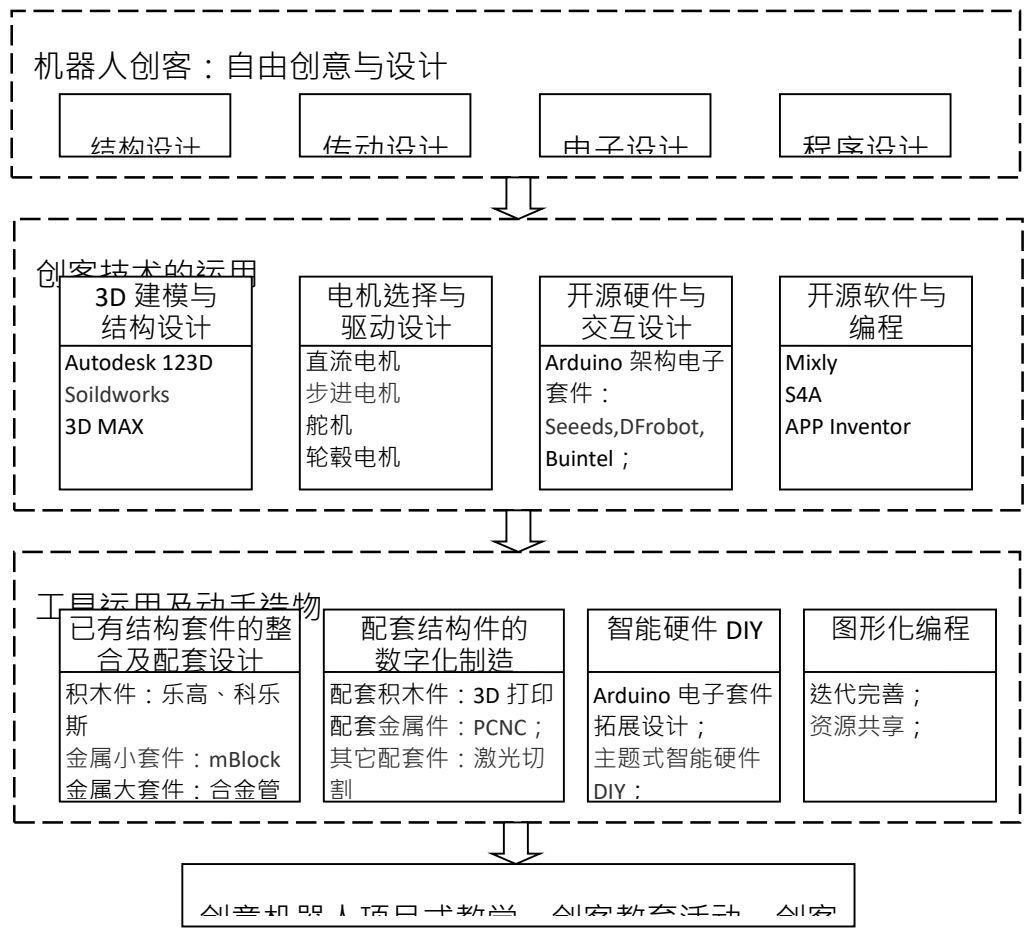 机器人创客：自由创意与设计
结构设计
传动设计
电子设计
程序设计
创客技术的运用
3D 建模与
结构设计
Autodesk 123D
Soildworks
3D MAX
电机选择与
驱动设计
直流电机
步进电机
舵机
轮毂电机
开源硬件与
交互设计
Arduino 架构电子
套件：
Seeeds,DFrobot,
Buintel；
开源软件与
编程
Mixly
S4A
APP Inventor
工具运用及动手造物
已有结构套件的整
合及配套设计
积木件：乐高、科乐
斯
金属小套件：mBlock
金属大套件：合金管
配套结构件的
数字化制造
配套积木件：3D 打印
配套金属件：PCNC；
其它配套件：激光切
割
智能硬件 DIY
Arduino 电子套件
拓展设计；
主题式智能硬件
DIY；
图形化编程
迭代完善；
资源共享；
创意机器人项目式教学、创客教育活动、创客